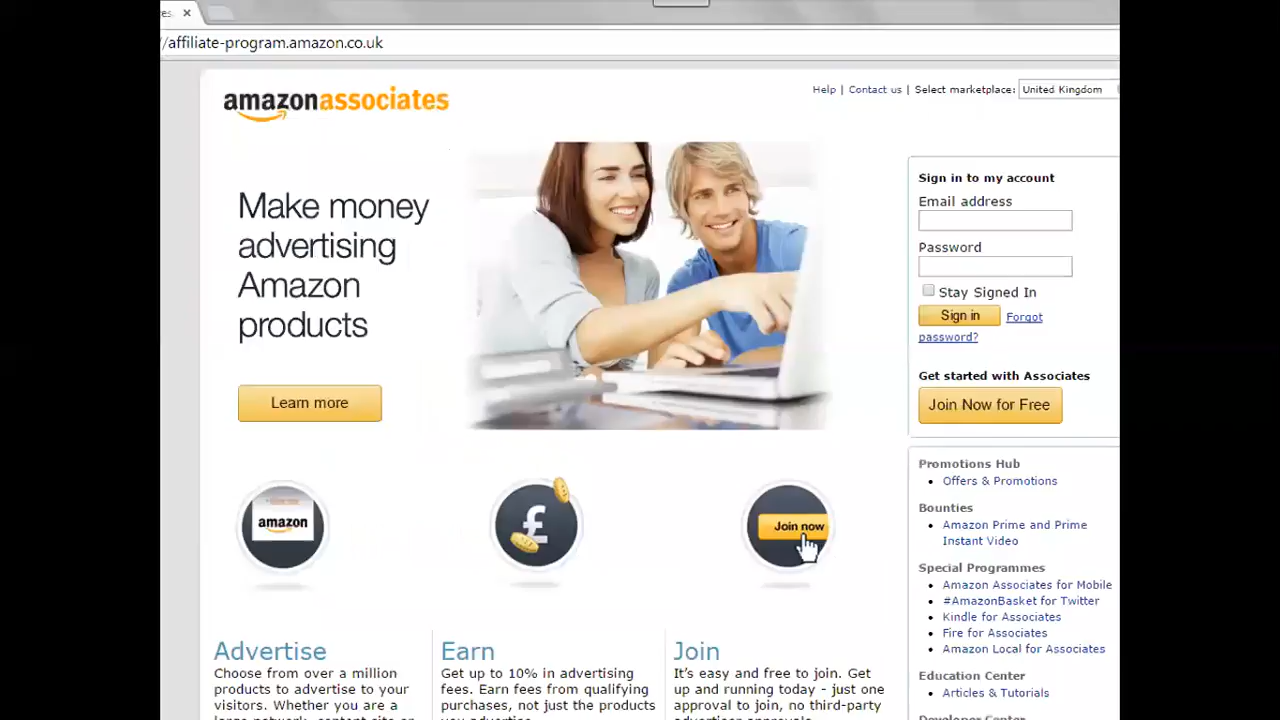 es.
//affiliate-program.amazon.co.uk
amazonassociates
Help | Contact us | Select marketplace: United Kingdom
Make money
advertising
Amazon
products
Learn more
Sign in to my account
Email address
Password
Stay Signed In
Sign in Forgot
password?
Get started with Associates
Join Now for Free
Promotions Hub
Offers & Promotions
Bounties
Amazon Prime and Prime
Instant Video
Special Programmes
Amazon Associates for Mobile
#AmazonBasket for Twitter
Kindle for Associates
Fire for Associates
Amazon Local for Associates
Education Center
Articles & Tutorials
amazon
£
Join now
Advertise
Choose from over a million
products to advertise to your
visitors. Whether you are a
Earn
Get up to 10% in advertising
fees. Earn fees from qualifying
purchases, not just the products
you advertise.
Join
It's easy and free to join. Get
up and running today - just one
approval to join, no third-party